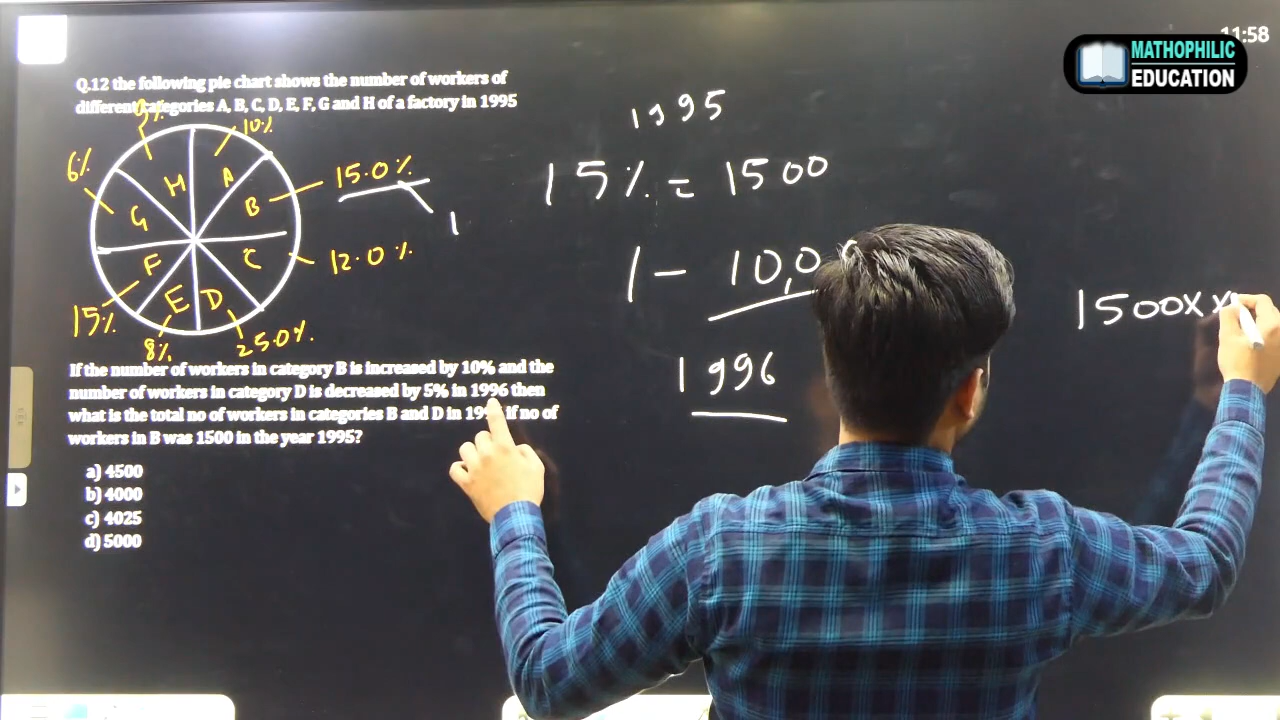 11:58
MATHOPHILIC
EDUCATION
Q.12 the following pie chart shows the number of workers of
different categories A, B, C, D, E, F, G and H of a factory in 1995
9%
10%
6%
15.0%
12.0%
25.0%
8%
15%
H
A
B
G
C
F
E
D
If the number of workers in category B is increased by 10% and the
number of workers in category D is decreased by 5% in 1996 then
what is the total no of workers in categories B and D in if no of
workers in B was 1500 in the year 1995?
a) 4500
b) 4000
c) 4025
d) 5000
1
1995
15% = 1500
1 - 10,0
1996
1500x